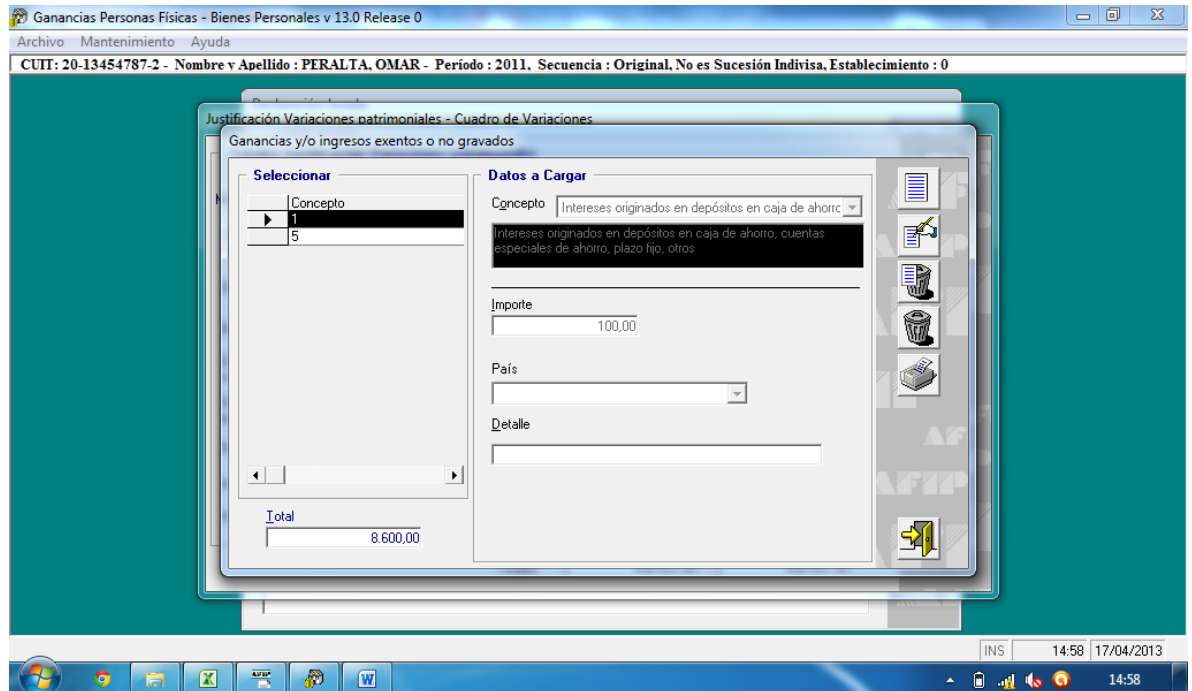 Ganancias Personas Físicas - Bienes Personales v 13.0 Release 0
Archivo Mantenimiento Ayuda
CUIT: 20-13454787-2 - Nombre y Apellido : PERALTA, OMAR - Período : 2011, Secuencia : Original, No es Sucesión Indivisa, Establecimiento : 0
Justificación Variaciones patrimoniales - Cuadro de Variaciones
Ganancias y/o ingresos exentos o no gravados
Seleccionar
Concepto
1
5
Total
8.600,00
Datos a Cargar
Concepto Intereses originados en depósitos en caja de ahorrc
Intereses originados en depósitos en caja de ahorro, cuentas
especiales de ahorro, plazo fijo, otros
Importe
100,00
País
Detalle
AFIP
INS 14:58 17/04/2013
AFIP
14:58